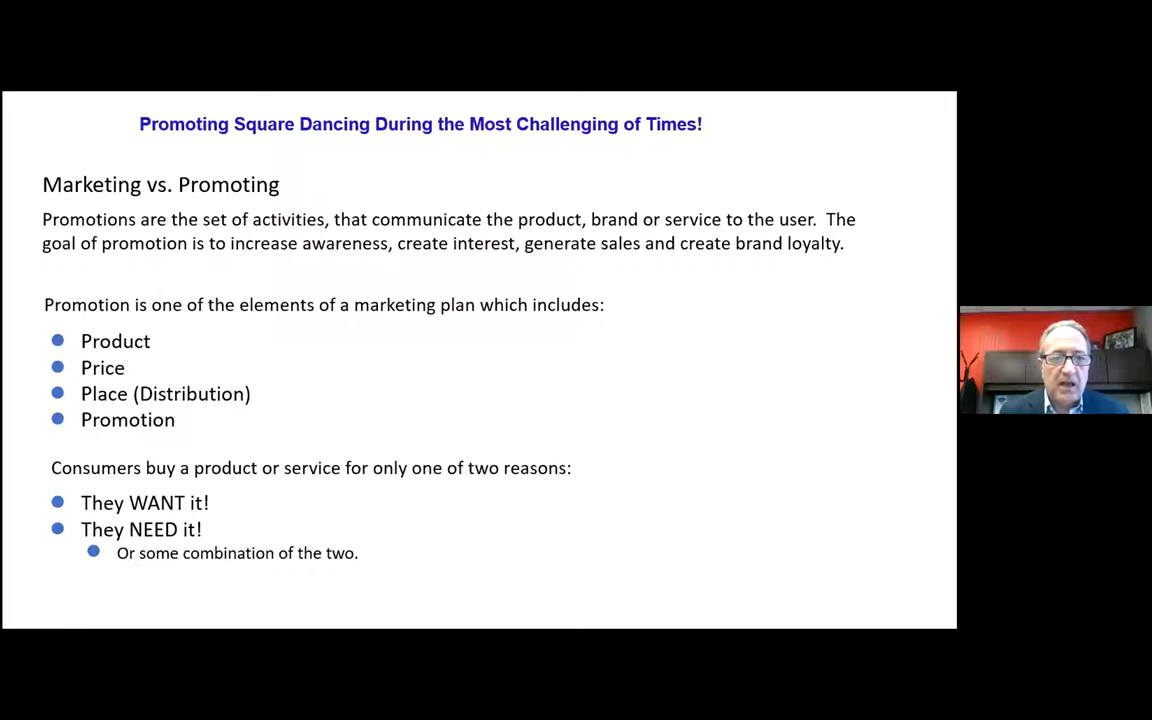 Promoting Square Dancing During the Most Challenging of Times!
Marketing vs. Promoting
Promotions are the set of activities, that communicate the product, brand or service to the user.  The
goal of promotion is to increase awareness, create interest, generate sales and create brand loyalty.
Promotion is one of the elements of a marketing plan which includes:
Product
Price
Place (Distribution)
Promotion
Consumers buy a product or service for only one of two reasons:
They WANT it!
They NEED it!
Or some combination of the two.